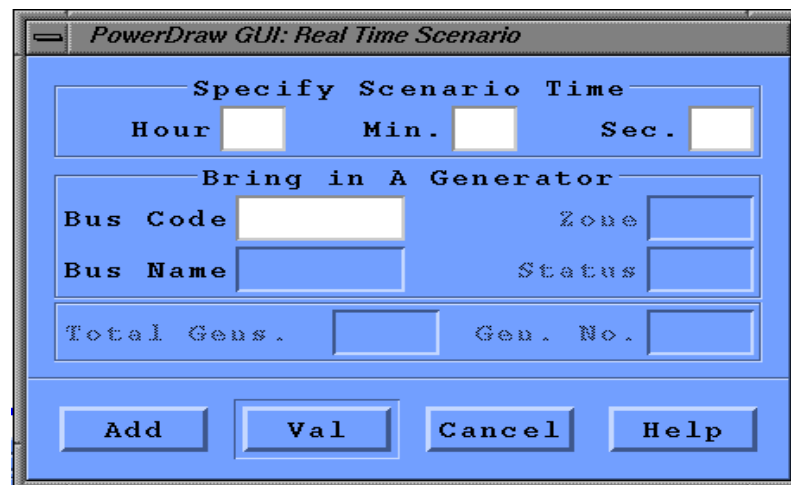 PowerDraw GUI: Real Time Scenario
Specify Scenario Time
Hour Min. Sec.
Bring in A Generator
Bus Code Zone
Bus Name Status
Total Gens. Gen. No.
Add Val Cancel Help